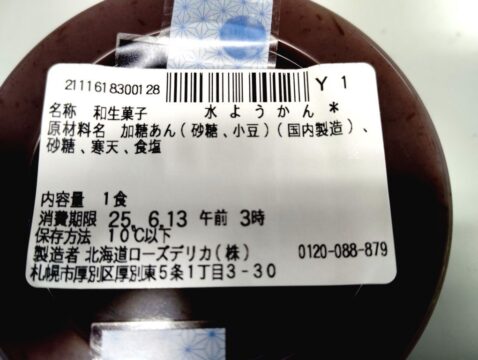 2111618300128 Y 1
名称 和生菓子 水ようかん＊
原材料名 加糖あん(砂糖、小豆)(国内製造)、
砂糖、寒天、食塩
内容量 1食
消費期限 25. 6.13 午前 3時
保存方法 10℃以下
製造者 北海道ローズデリカ(株) 0120-088-879
札幌市厚別区厚別東5条1丁目3-30